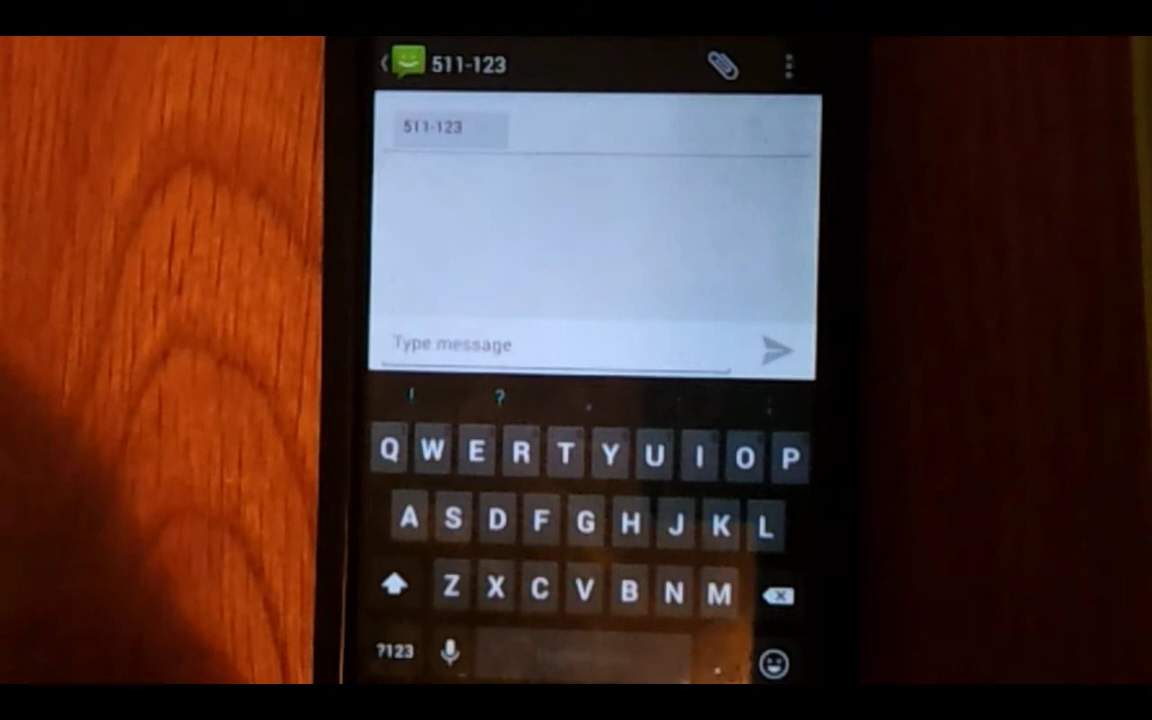 511-123
511-123
Type message
! ? ,
Q W E R T Y U I O P
A S D F G H J K L
Z X C V B N M
?123 .